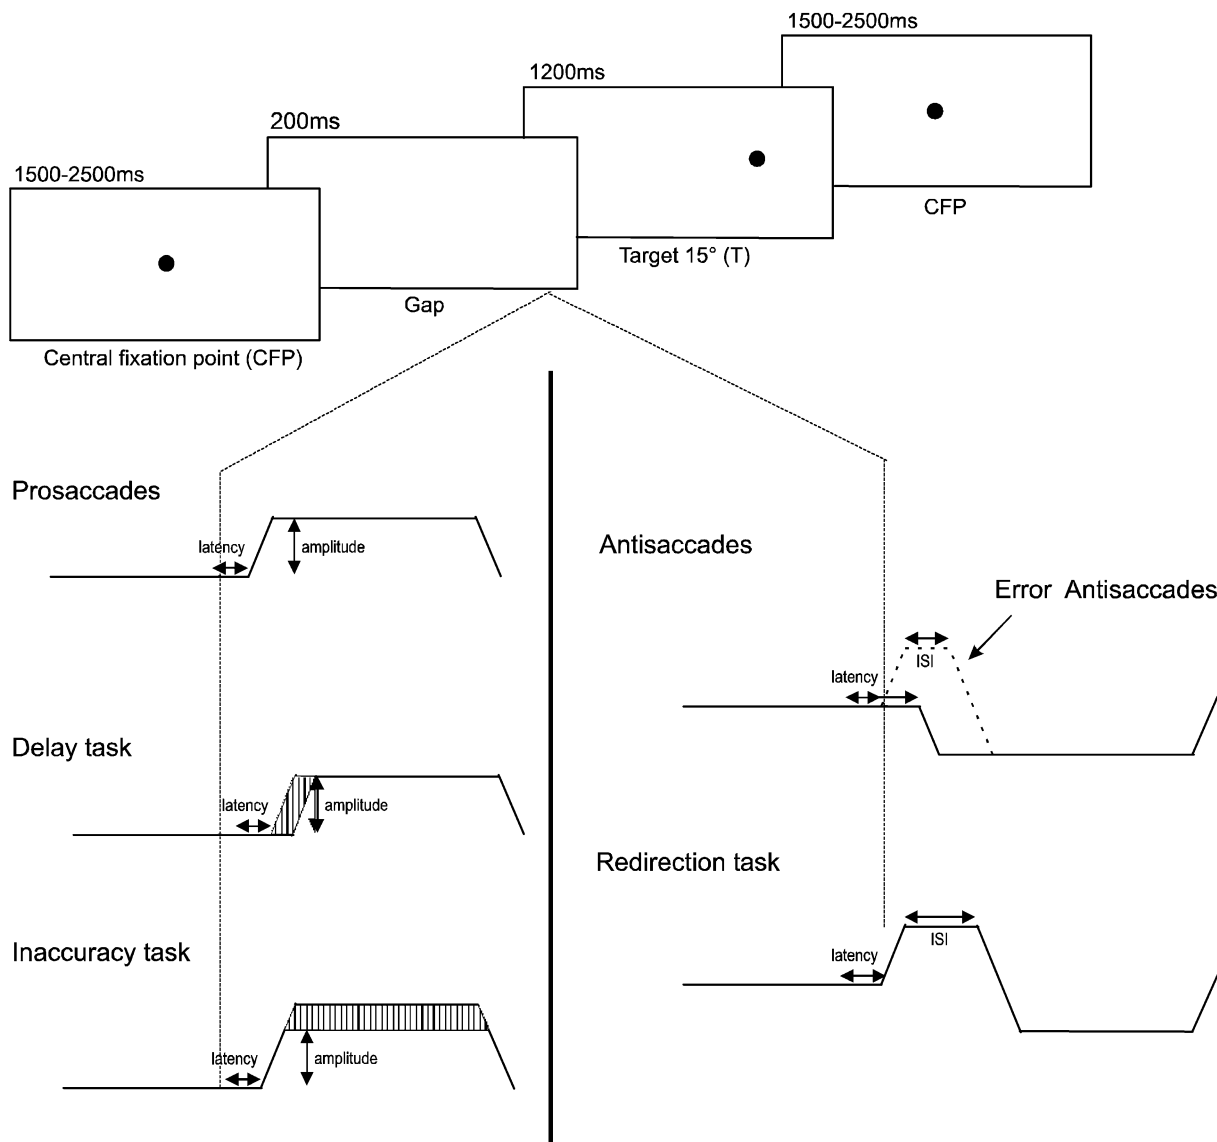 1500-2500ms
1200ms
200ms
1500-2500ms
CFP
Target 15° (T)
Gap
Central fixation point (CFP)
Prosaccades
latency
amplitude
Delay task
latency
amplitude
Inaccuracy task
latency
amplitude
Antisaccades
Error Antisaccades
ISI
latency
Redirection task
ISI
latency